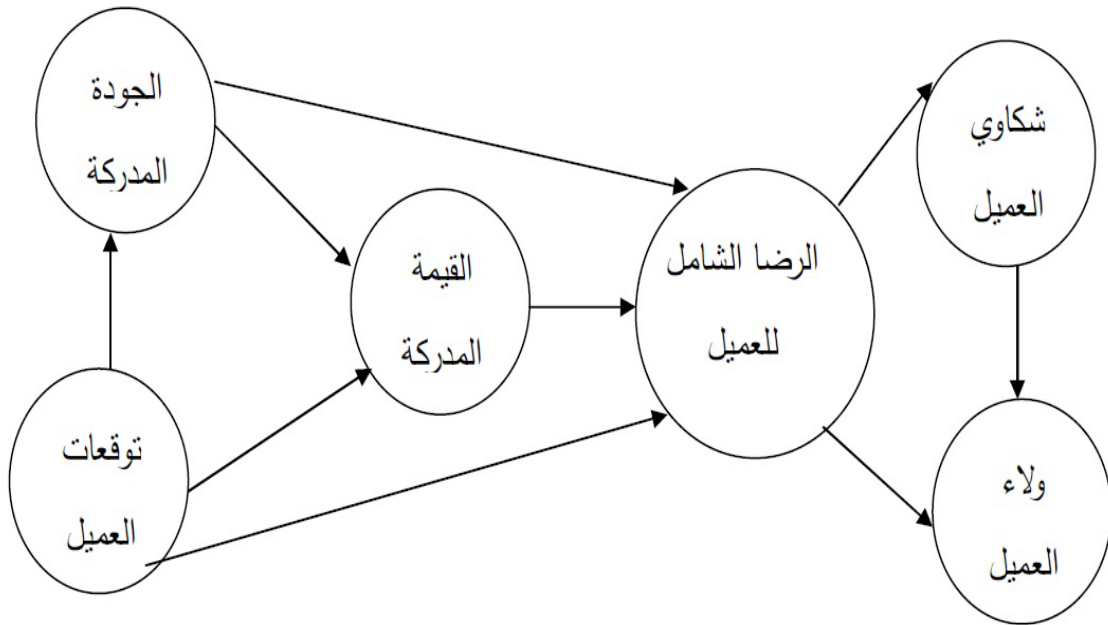 الجودة
المدركة
شكاوي
العميل
القيمة
المدركة
الرضا الشامل
للعميل
توقعات
العميل
ولاء
العميل